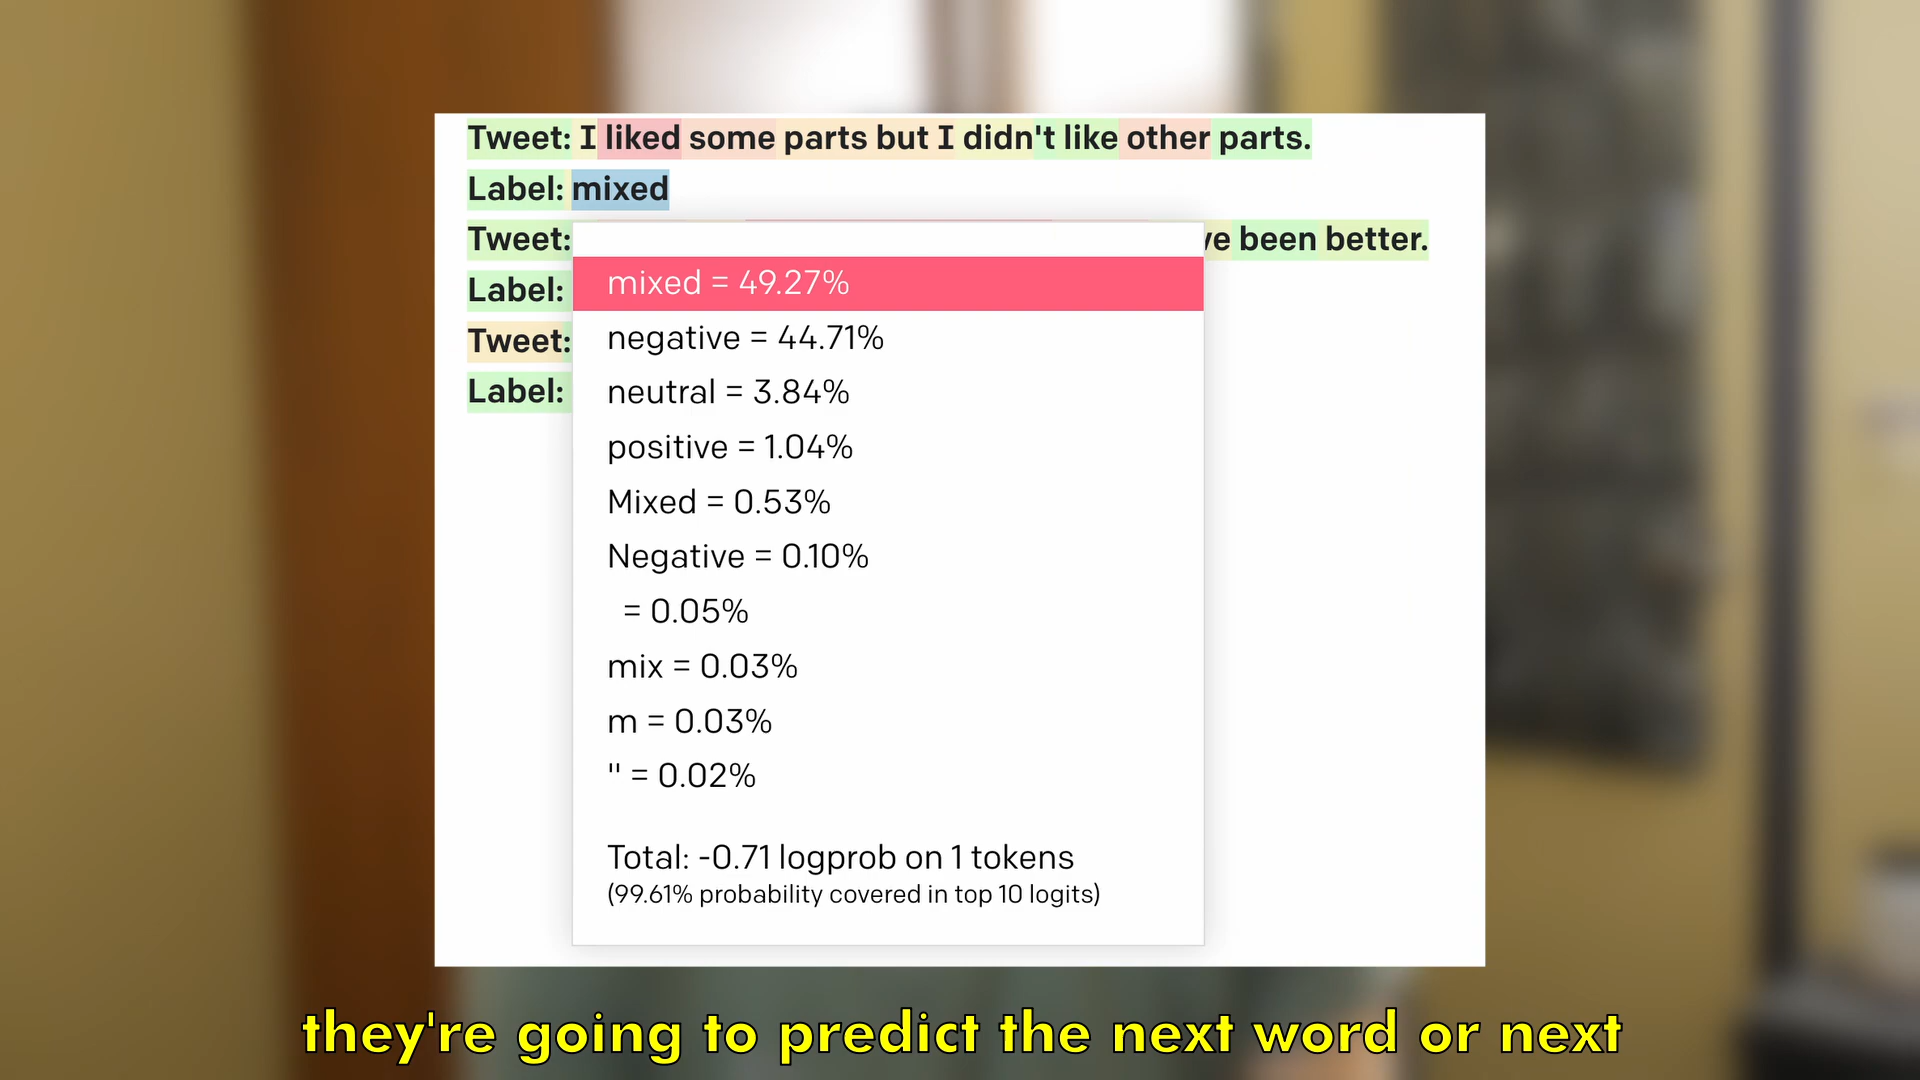 Tweet: I liked some parts but I didn't like other parts.
Label: mixed
Tweet: 've been better.
Label:
Tweet:
Label:
mixed = 49.27%
negative = 44.71%
neutral = 3.84%
positive = 1.04%
Mixed = 0.53%
Negative = 0.10%
= 0.05%
mix = 0.03%
m = 0.03%
" = 0.02%
Total: -0.71 logprob on 1 tokens
(99.61% probability covered in top 10 logits)
they're going to predict the next word or next